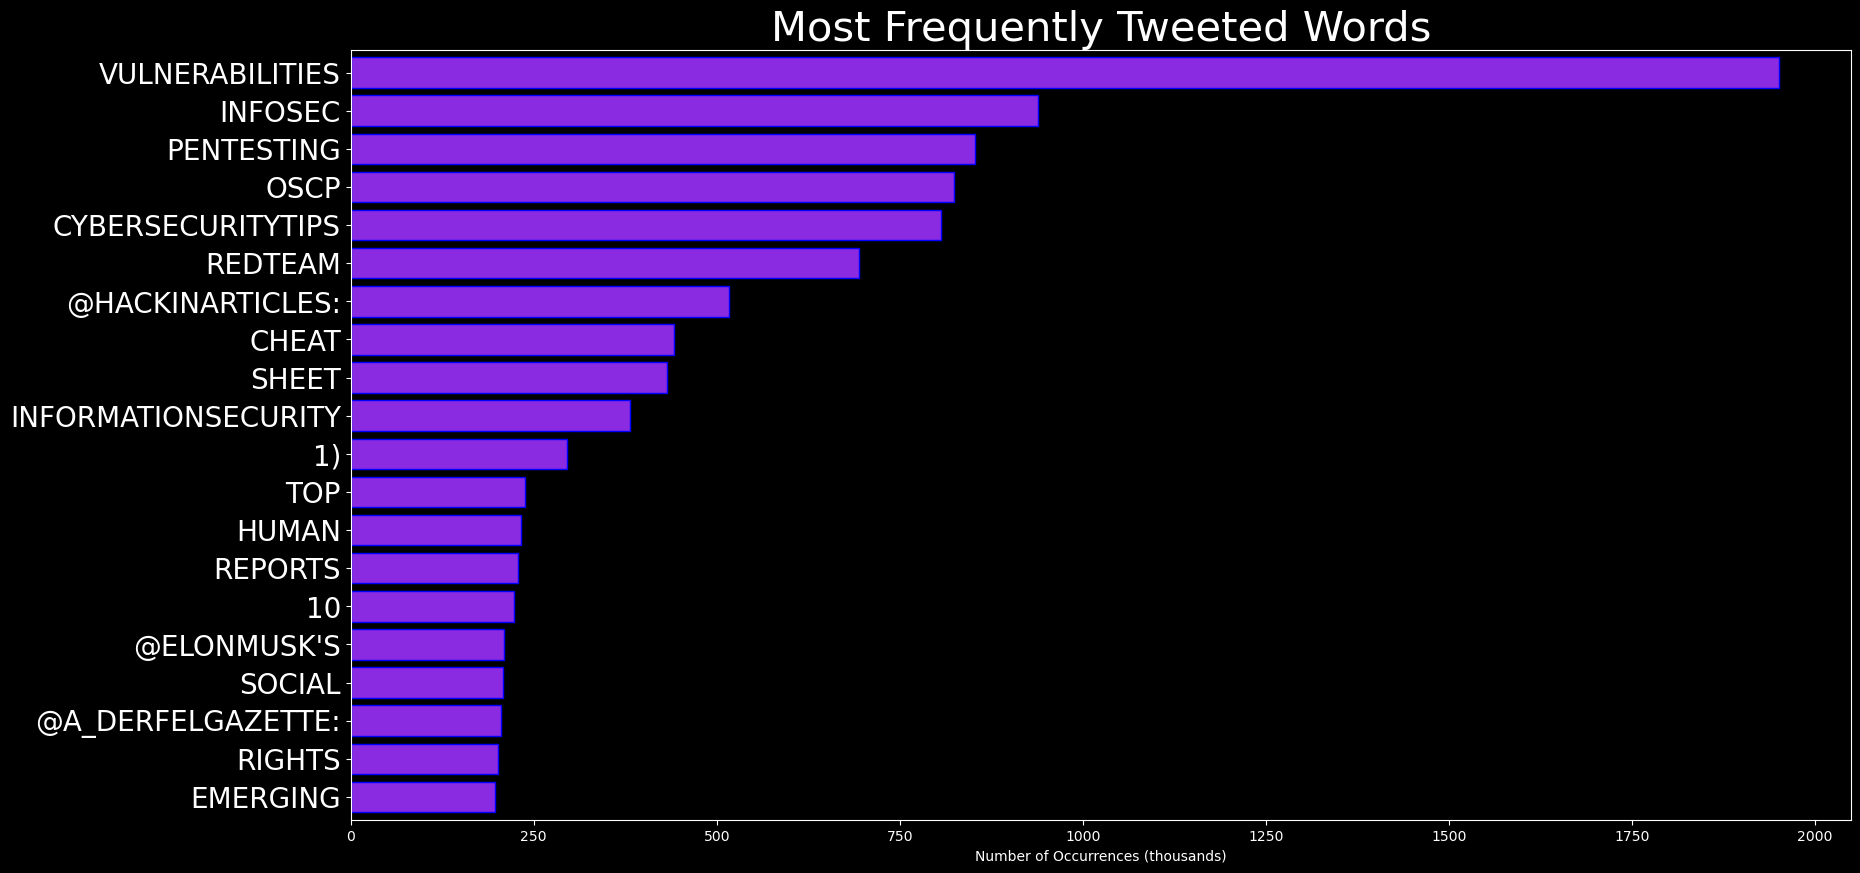 Most Frequently Tweeted Words
VULNERABILITIES
INFOSEC
PENTESTING
OSCP
CYBERSECURITYTIPS
REDTEAM
@HACKINARTICLES:
CHEAT
SHEET
INFORMATIONSECURITY
1)
TOP
HUMAN
REPORTS
10
@ELONMUSK'S
SOCIAL
@A_DERFELGAZETTE:
RIGHTS
EMERGING
0 250 500 750 1000 1250 1500 1750 2000
Number of Occurrences (thousands)